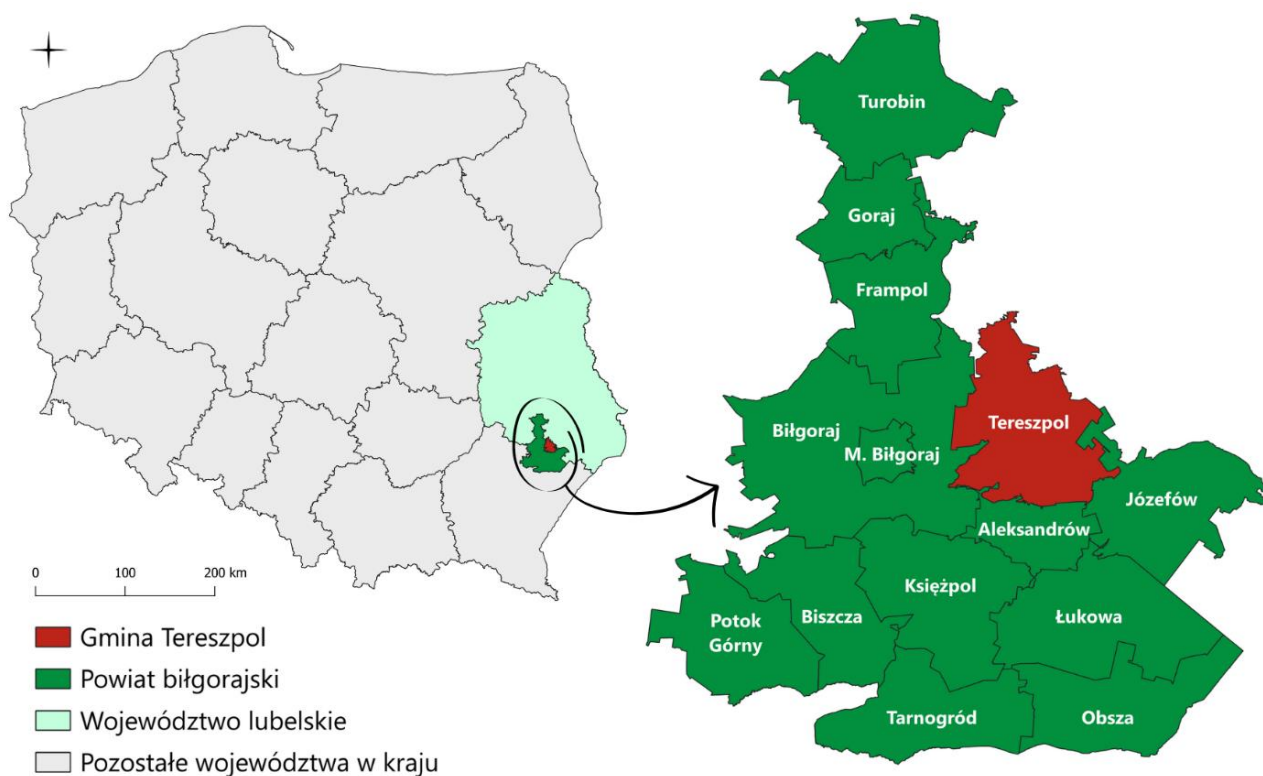 0 100 200 km
Gmina Tereszpol
Powiat biłgorajski
Województwo lubelskie
Pozostałe województwa w kraju
Turobin
Goraj
Frampol
Tereszpol
Biłgoraj
M. Biłgoraj
Józefów
Aleksandrów
Księżpol
Potok
Górny
Biszcza
Łukowa
Tarnogród
Obsza